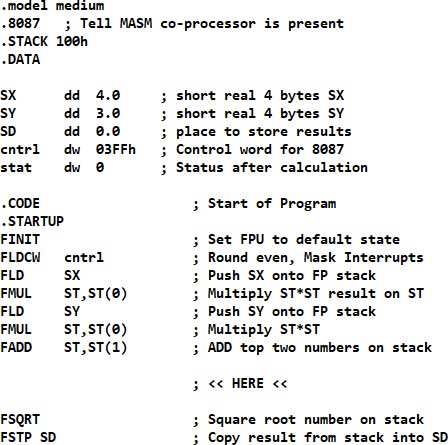 .model medium
.8087   ; Tell MASM co-processor is present
.STACK 100h
.DATA

SX      dd  4.0     ; short real 4 bytes SX
SY      dd  3.0     ; short real 4 bytes SY
SD      dd  0.0     ; place to store results
cntrl   dw  03FFh   ; Control word for 8087
stat    dw  0       ; Status after calculation

.CODE                   ; Start of Program
.STARTUP
FINIT                   ; Set FPU to default state
FLDCW   cntrl           ; Round even, Mask Interrupts
FLD     SX              ; Push SX onto FP stack
FMUL    ST,ST(0)        ; Multiply ST*ST result on ST
FLD     SY              ; Push SY onto FP stack
FMUL    ST,ST(0)        ; Multiply ST*ST
FADD    ST,ST(1)        ; ADD top two numbers on stack

                        ; << HERE <<

FSQRT                   ; Square root number on stack
FSTP SD                 ; Copy result from stack into SD